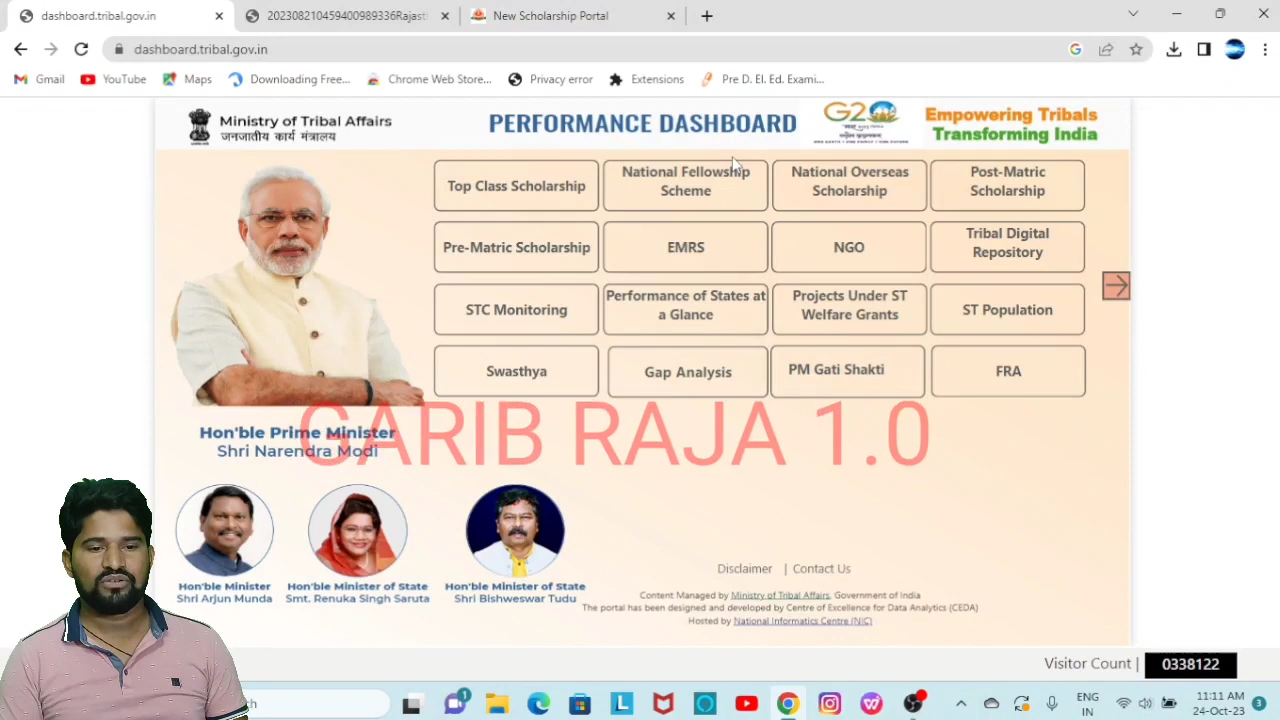 dashboard.tribal.gov.in
20230821045940098933​6Rajast
New Scholarship Portal
dashboard.tribal.gov.in
Gmail
YouTube
Maps
Downloading Free...
Chrome Web Store...
Privacy error
Extensions
Pre D. El. Ed. Exami...
Ministry of Tribal Affairs
जनजातीय कार्य मंत्रालय
PERFORMANCE DASHBOARD
G20
Empowering Tribals
Transforming India
Top Class Scholarship
National Fellowship
Scheme
National Overseas
Scholarship
Post-Matric
Scholarship
Pre-Matric Scholarship
EMRS
NGO
Tribal Digital
Repository
STC Monitoring
Performance of States at
a Glance
Projects Under ST
Welfare Grants
ST Population
Swasthya
Gap Analysis
PM Gati Shakti
FRA
GARIB RAJA 1.0
Hon'ble Prime Minister
Shri Narendra Modi
Hon'ble Minister
Shri Arjun Munda
Hon'ble Minister of State
Smt. Renuka Singh Saruta
Hon'ble Minister of State
Shri Bishweswar Tudu
Disclaimer | Contact Us
Content Managed by Ministry of Tribal Affairs, Government of India
The portal has been designed and developed by Centre of Excellence for Data Analytics (CEDA)
Hosted by National Informatics Centre (NIC)
Visitor Count | 0338122
ch
1
L
ENG
IN
11:11 AM
24-Oct-23
3